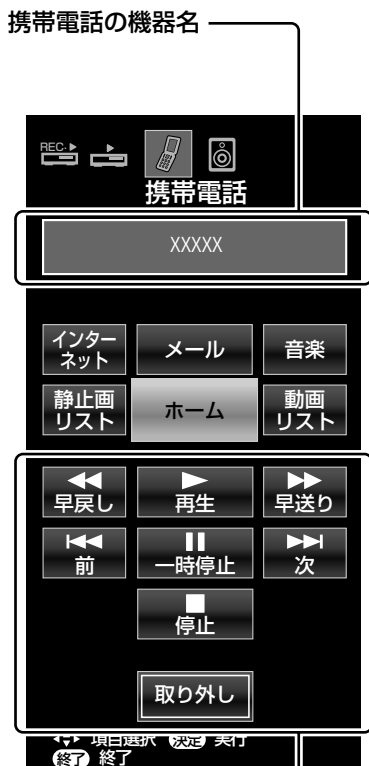 携帯電話の機器名
REC
携帯電話
XXXXX
インター
ネット
メール
音楽
静止画
リスト
ホーム
動画
リスト
早戻し
再生
早送り
前
一時停止
次
停止
取り外し
項目選択 決定 実行
終了 終了